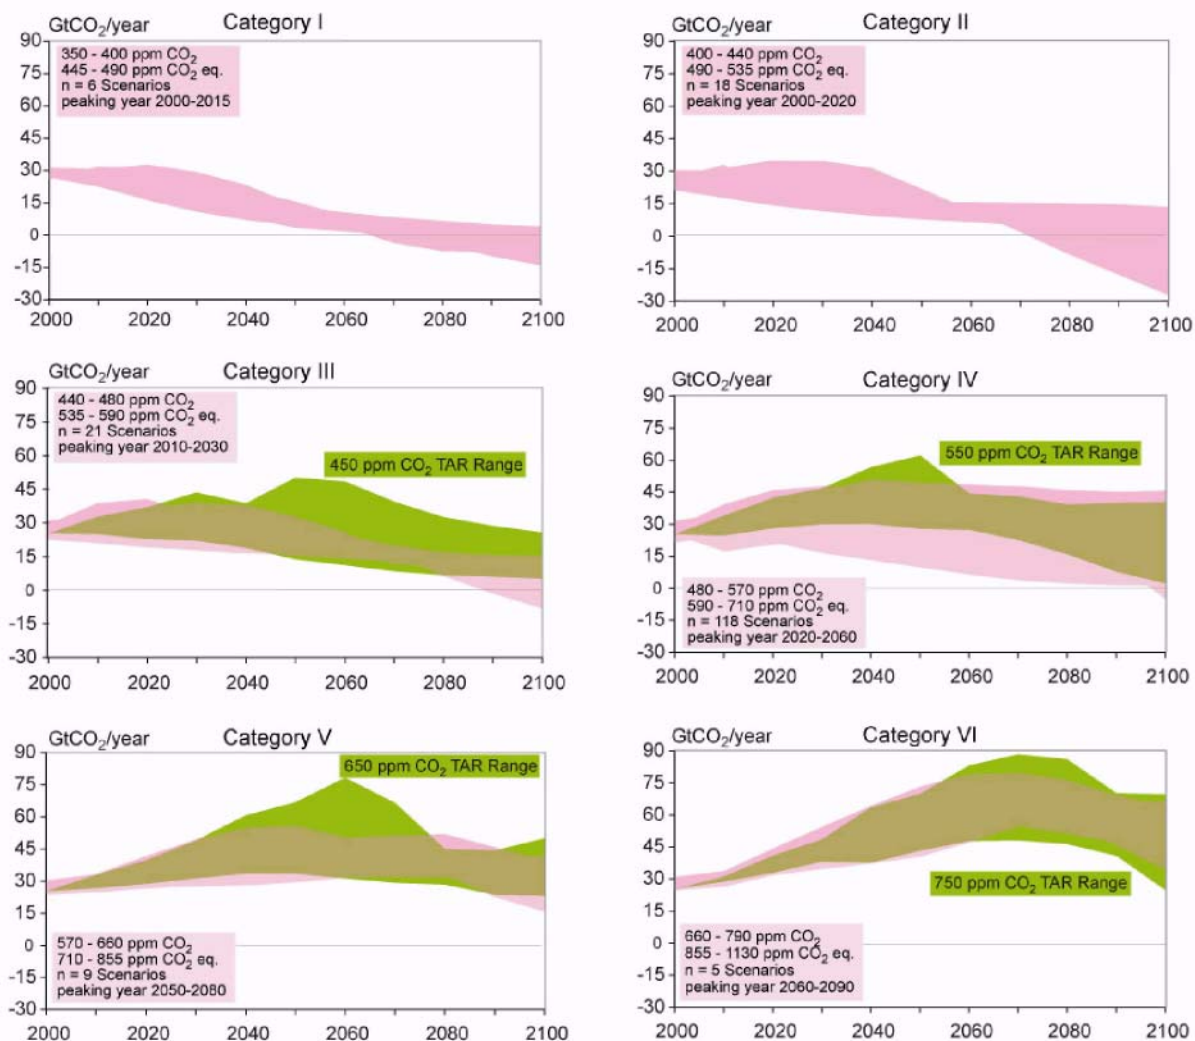 GtCO₂/year Category I
350 - 400 ppm CO₂
445 - 490 ppm CO₂ eq.
n = 6 Scenarios
peaking year 2000-2015
90
75
60
45
30
15
0
-15
-30
2000 2020 2040 2060 2080 2100
GtCO₂/year Category II
400 - 440 ppm CO₂
490 - 535 ppm CO₂ eq.
n = 18 Scenarios
peaking year 2000-2020
90
75
60
45
30
15
0
-15
-30
2000 2020 2040 2060 2080 2100
GtCO₂/year Category III
440 - 480 ppm CO₂
535 - 590 ppm CO₂ eq.
n = 21 Scenarios
peaking year 2010-2030
450 ppm CO₂ TAR Range
90
75
60
45
30
15
0
-15
-30
2000 2020 2040 2060 2080 2100
GtCO₂/year Category IV
550 ppm CO₂ TAR Range
480 - 570 ppm CO₂
590 - 710 ppm CO₂ eq.
n = 118 Scenarios
peaking year 2020-2060
90
75
60
45
30
15
0
-15
-30
2000 2020 2040 2060 2080 2100
GtCO₂/year Category V
650 ppm CO₂ TAR Range
570 - 660 ppm CO₂
710 - 855 ppm CO₂ eq.
n = 9 Scenarios
peaking year 2050-2080
90
75
60
45
30
15
0
-15
-30
2000 2020 2040 2060 2080 2100
GtCO₂/year Category VI
750 ppm CO₂ TAR Range
660 - 790 ppm CO₂
855 - 1130 ppm CO₂ eq.
n = 5 Scenarios
peaking year 2060-2090
90
75
60
45
30
15
0
-15
-30
2000 2020 2040 2060 2080 2100